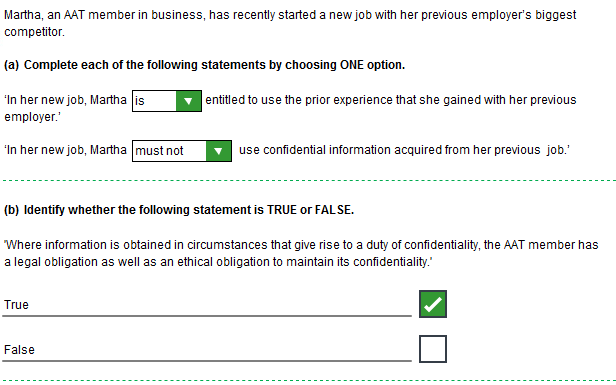 Martha, an AAT member in business, has recently started a new job with her previous employer's biggest
competitor.
(a) Complete each of the following statements by choosing ONE option.
'In her new job, Martha is entitled to use the prior experience that she gained with her previous
employer.'
'In her new job, Martha must not use confidential information acquired from her previous job.'
(b) Identify whether the following statement is TRUE or FALSE.
'Where information is obtained in circumstances that give rise to a duty of confidentiality, the AAT member has
a legal obligation as well as an ethical obligation to maintain its confidentiality.'
True
False